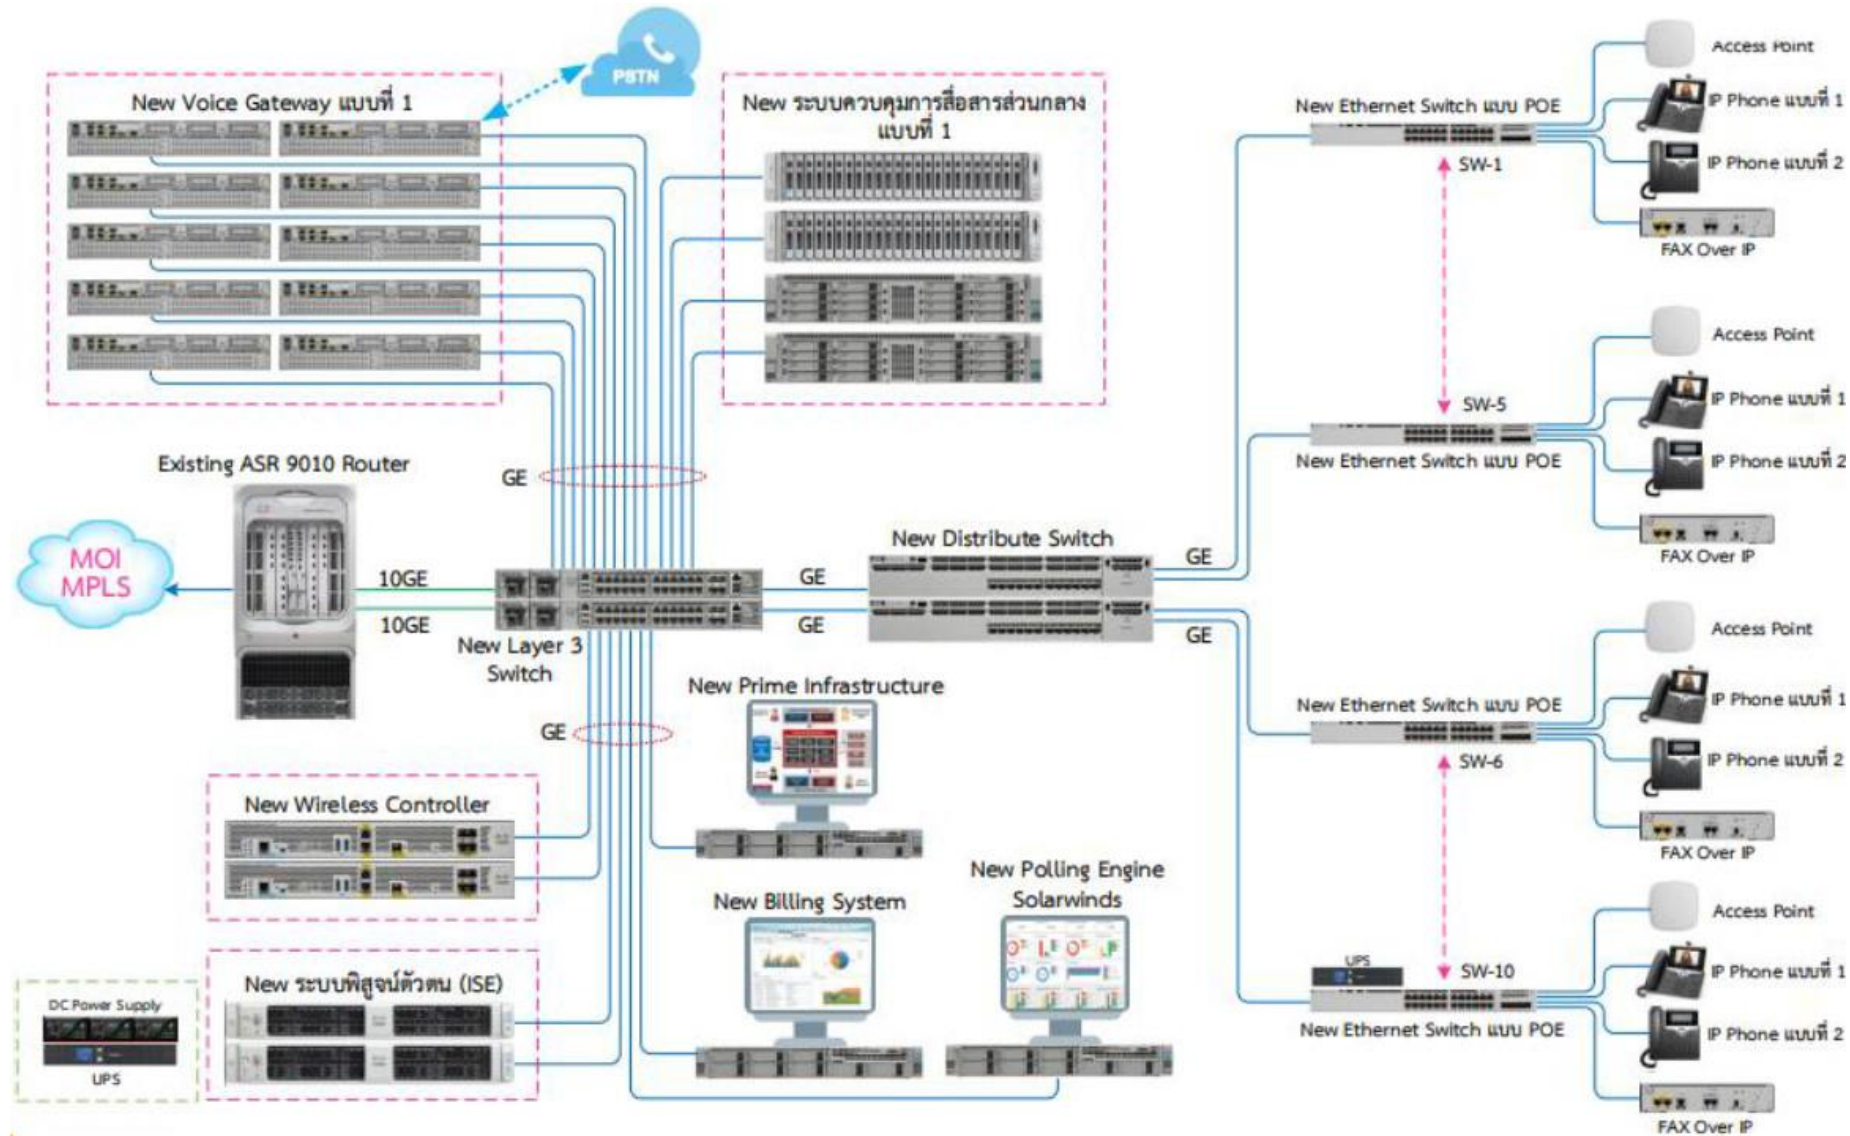 PSTN
New Voice Gateway แบบที่ 1
New ระบบควบคุมการสื่อสารส่วนกลาง
แบบที่ 1
New Ethernet Switch แบบ POE
SW-1
Access Point
IP Phone แบบที่ 1
IP Phone แบบที่ 2
FAX Over IP
SW-5
New Ethernet Switch แบบ POE
Access Point
IP Phone แบบที่ 1
IP Phone แบบที่ 2
FAX Over IP
Existing ASR 9010 Router
GE
MOI
MPLS
10GE
10GE
New Layer 3
Switch
GE
GE
New Distribute Switch
GE
GE
New Ethernet Switch แบบ POE
SW-6
Access Point
IP Phone แบบที่ 1
IP Phone แบบที่ 2
FAX Over IP
GE
New Prime Infrastructure
New Wireless Controller
New Billing System
New Polling Engine
Solarwinds
New ระบบพิสูจน์ตัวตน (ISE)
DC Power Supply
UPS
UPS
SW-10
New Ethernet Switch แบบ POE
Access Point
IP Phone แบบที่ 1
IP Phone แบบที่ 2
FAX Over IP